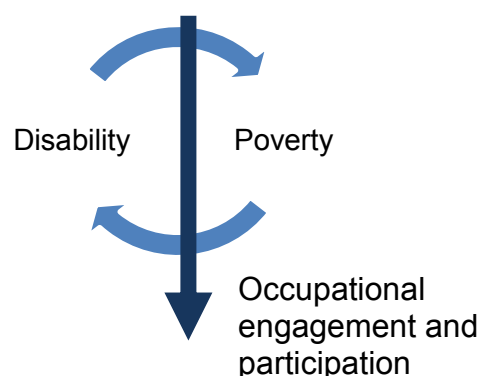 Disability
Poverty
Occupational
engagement and
participation